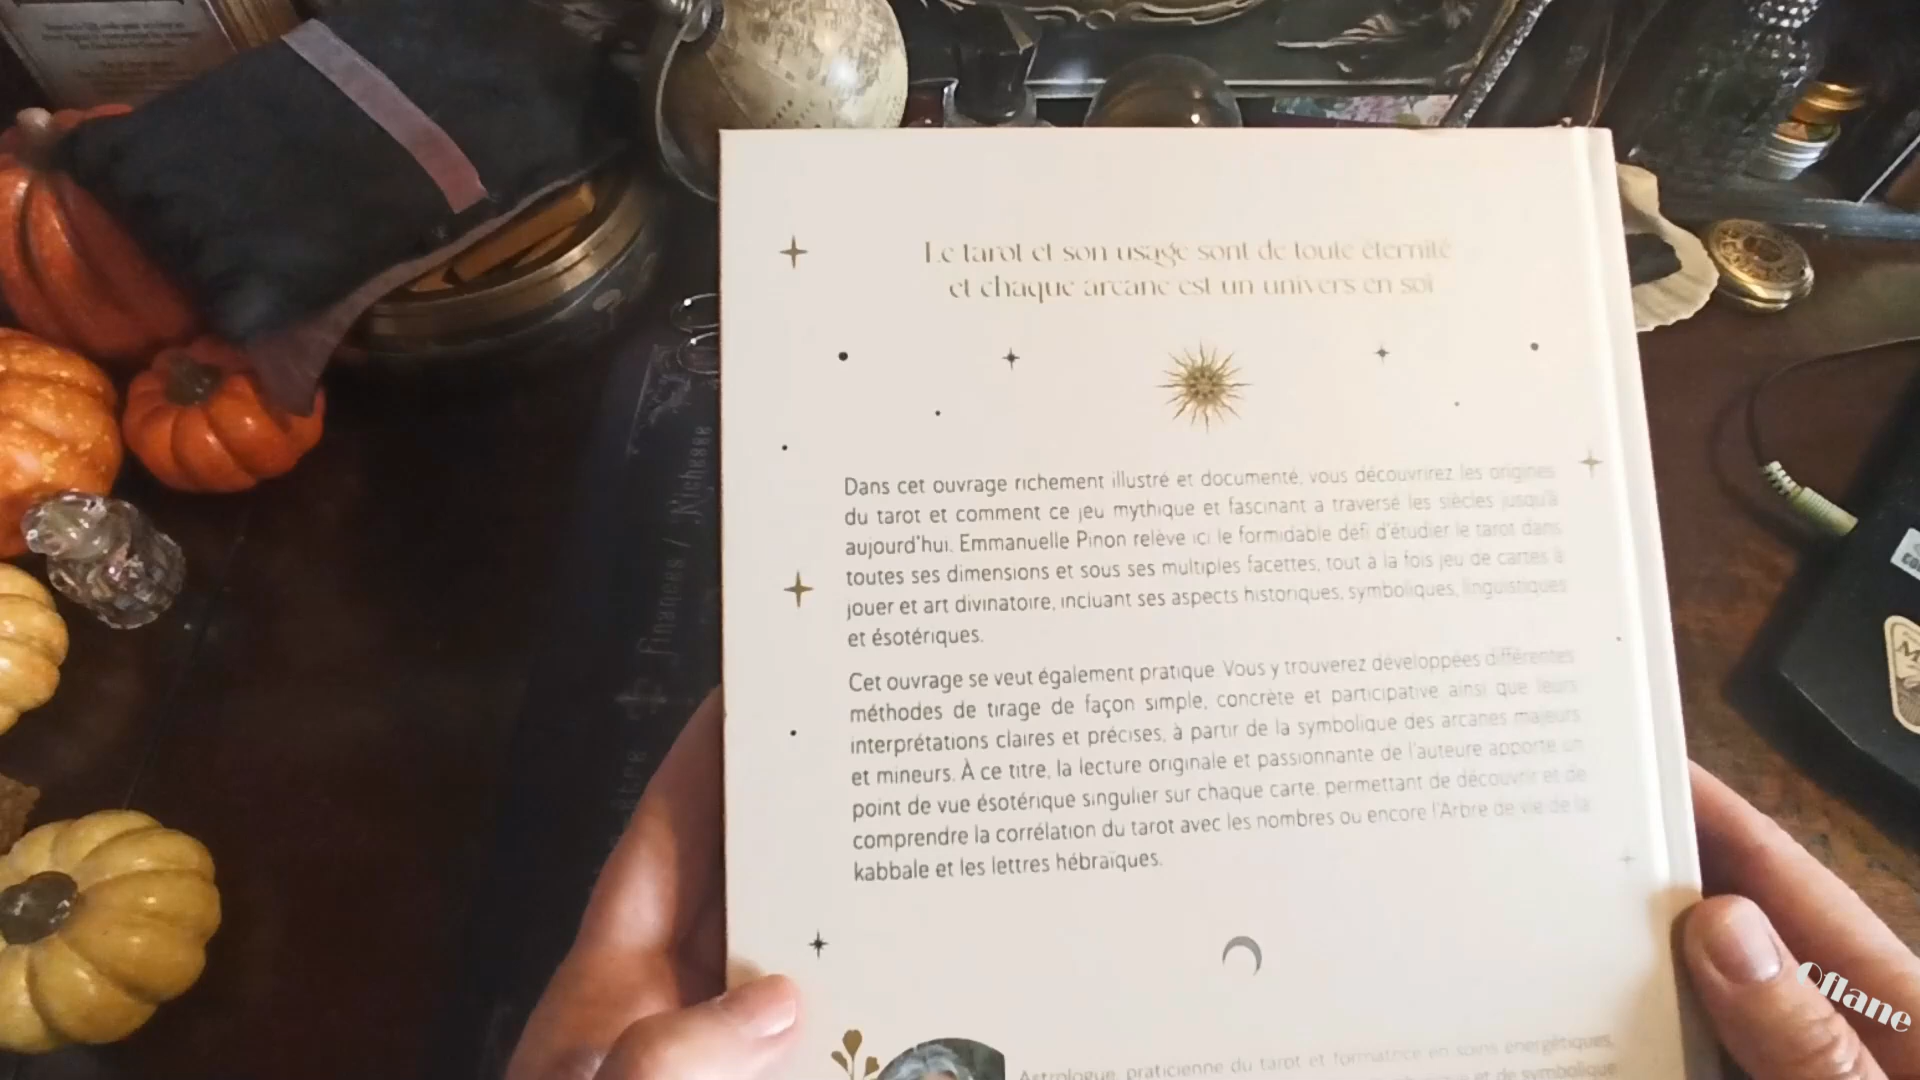 Le tarot et son usage sont de toute éternité
et chaque arcane est un univers en soi
Dans cet ouvrage richement illustré et documenté, vous découvrirez les origines
du tarot et comment ce jeu mythique et fascinant a traversé les siècles jusqu'à
aujourd'hui. Emmanuelle Pinon relève ici le formidable défi d'étudier le tarot dans
toutes ses dimensions et sous ses multiples facettes, tout à la fois jeu de cartes à
jouer et art divinatoire, incluant ses aspects historiques, symboliques, linguistiques
et ésotériques.
Cet ouvrage se veut également pratique. Vous y trouverez développées différentes
méthodes de tirage de façon simple, concrète et participative ainsi que leurs
interprétations claires et précises, à partir de la symbolique des arcanes majeurs
et mineurs. À ce titre, la lecture originale et passionnante de l'auteure apporte un
point de vue ésotérique singulier sur chaque carte, permettant de découvrir et de
comprendre la corrélation du tarot avec les nombres ou encore l'Arbre de vie de la
kabbale et les lettres hébraïques.
Astrologue, praticienne du tarot et formatrice en soins énergétiques,
et de symbolique
Finances / Richesse
Oflane